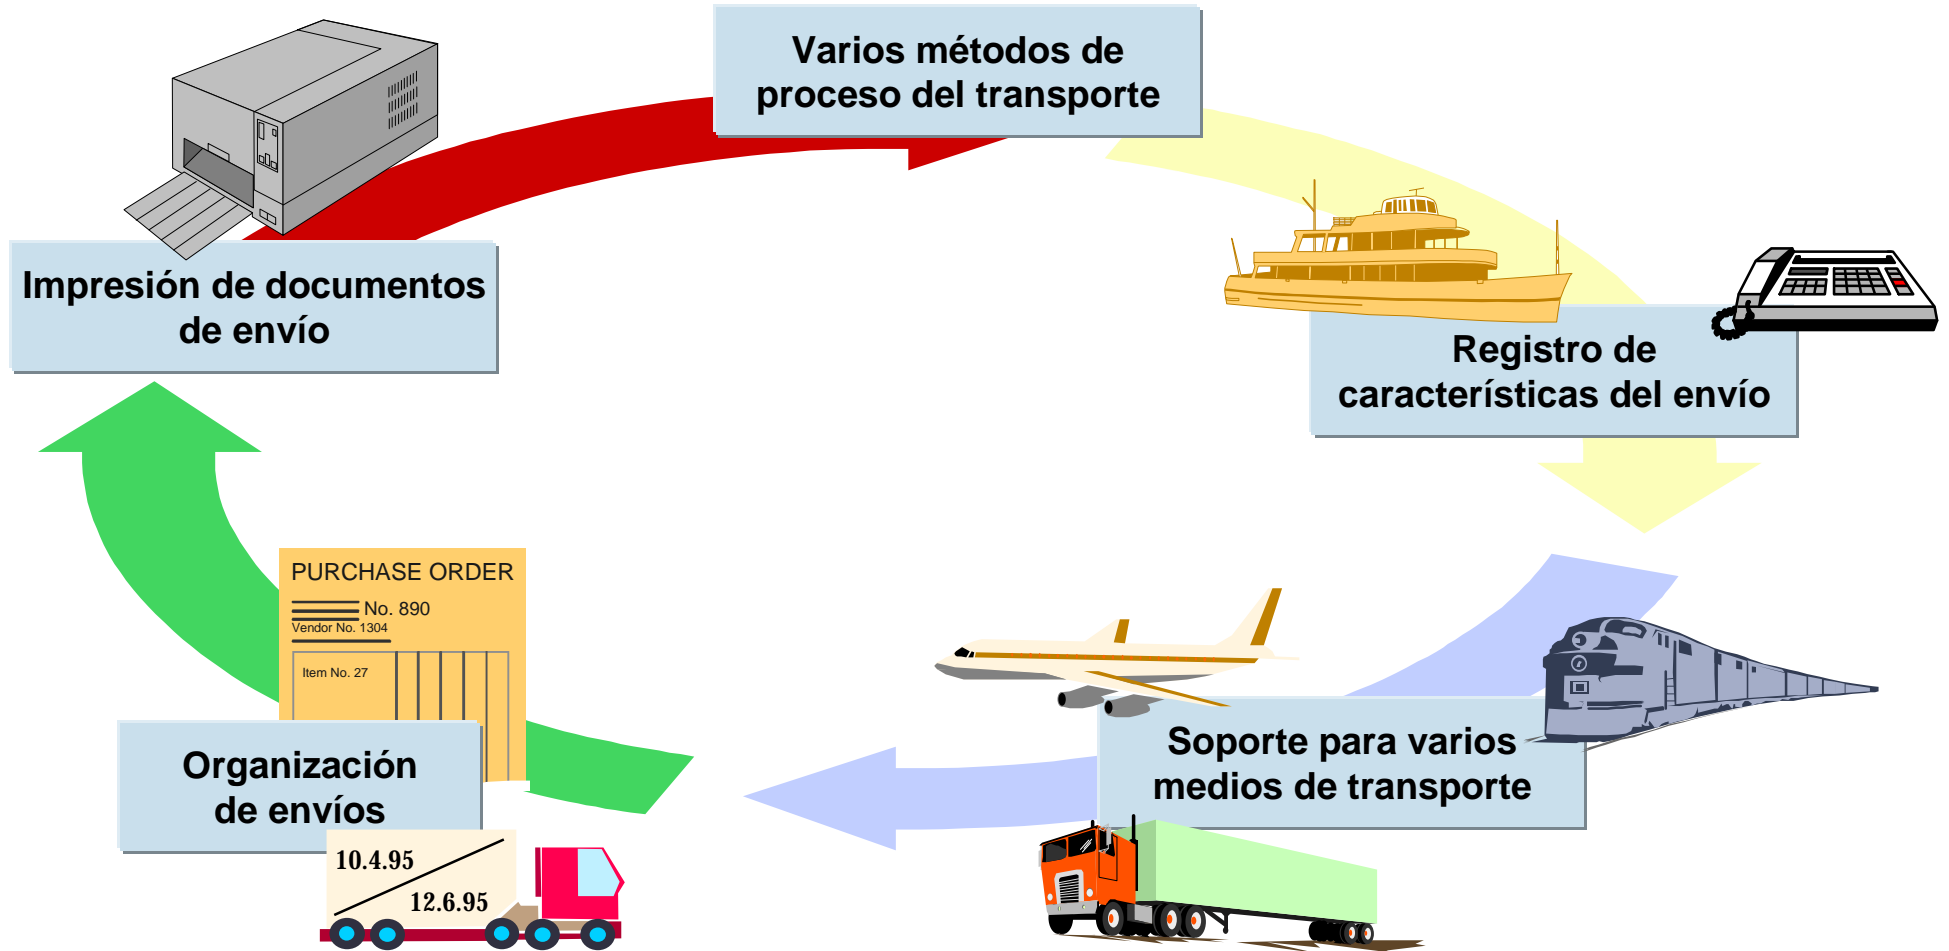 Varios métodos de
proceso del transporte
Impresión de documentos
de envío
Registro de
características del envío
PURCHASE ORDER
No. 890
Vendor No. 1304
Item No. 27
Organización
de envíos
10.4.95
12.6.95
Soporte para varios
medios de transporte